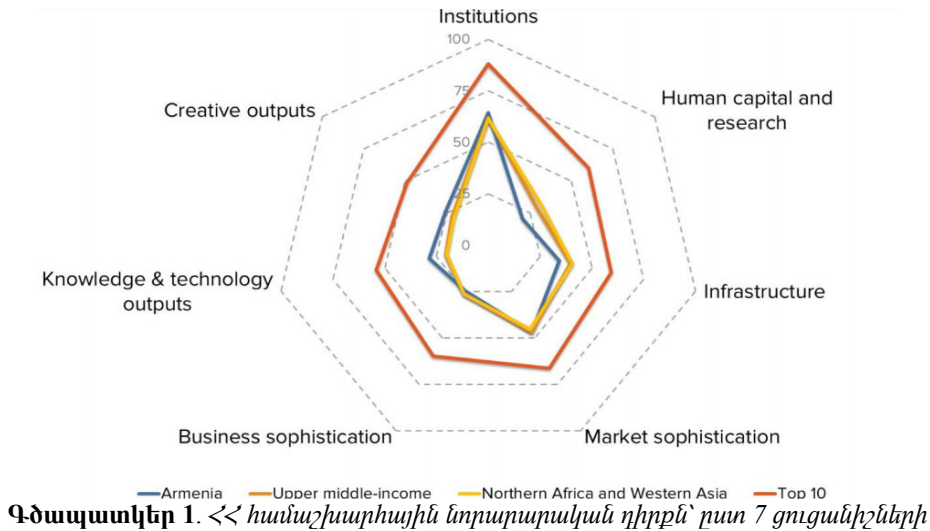 Institutions
100
Creative outputs
75
Human capital and
research
50
25
0
Knowledge & technology
outputs
Infrastructure
Business sophistication
Market sophistication
Armenia
Upper middle-income
Northern Africa and Western Asia
Top 10
Գծապատկեր 1. ՀՀ համաշխարհային նորարարական դիրքն՝ ըստ 7 ցուցանիշների